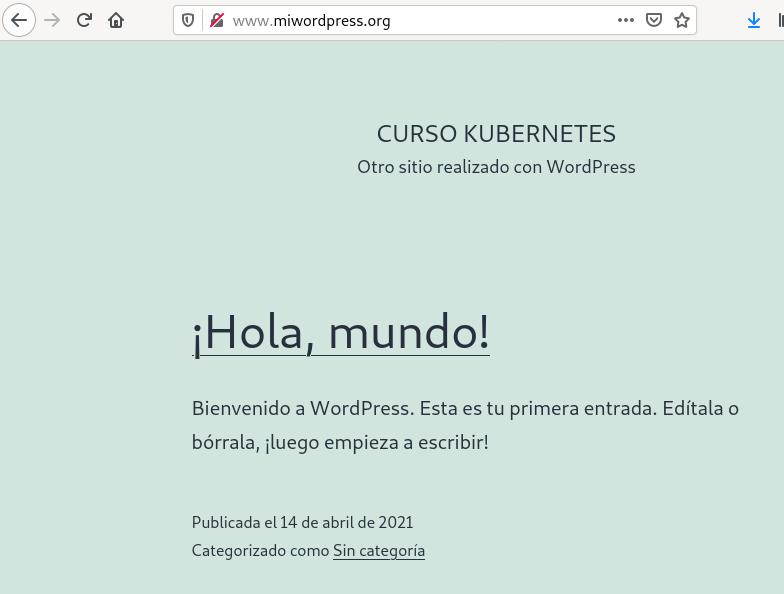 www.miwordpress.org
CURSO KUBERNETES
Otro sitio realizado con WordPress
¡Hola, mundo!
Bienvenido a WordPress. Esta es tu primera entrada. Edítala o
bórrala, ¡luego empieza a escribir!
Publicada el 14 de abril de 2021
Categorizado como Sin categoría